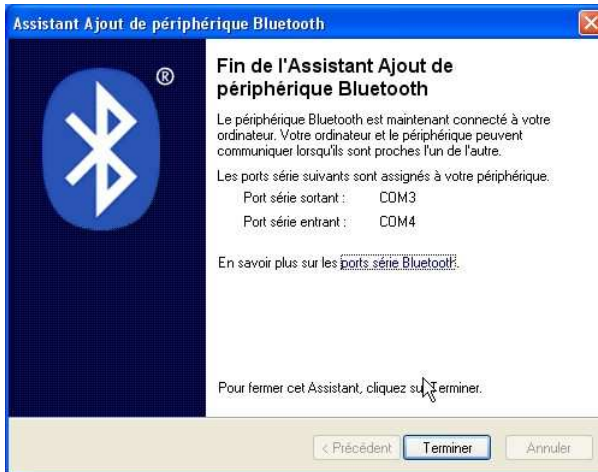 Assistant Ajout de périphérique Bluetooth
®
Fin de l'Assistant Ajout de
périphérique Bluetooth
Le périphérique Bluetooth est maintenant connecté à votre
ordinateur. Votre ordinateur et le périphérique peuvent
communiquer lorsqu'ils sont proches l'un de l'autre.
Les ports série suivants sont assignés à votre périphérique.
Port série sortant : COM3
Port série entrant : COM4
En savoir plus sur les ports série Bluetooth.
Pour fermer cet Assistant, cliquez sur Terminer.
< Précédent Terminer Annuler